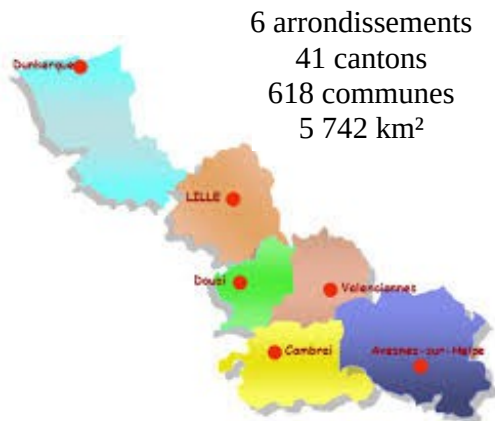 6 arrondissements
41 cantons
618 communes
5 742 km²
Dunkerque
LILLE
Douai
Valenciennes
Cambrai
Avesnes-sur-Helpe